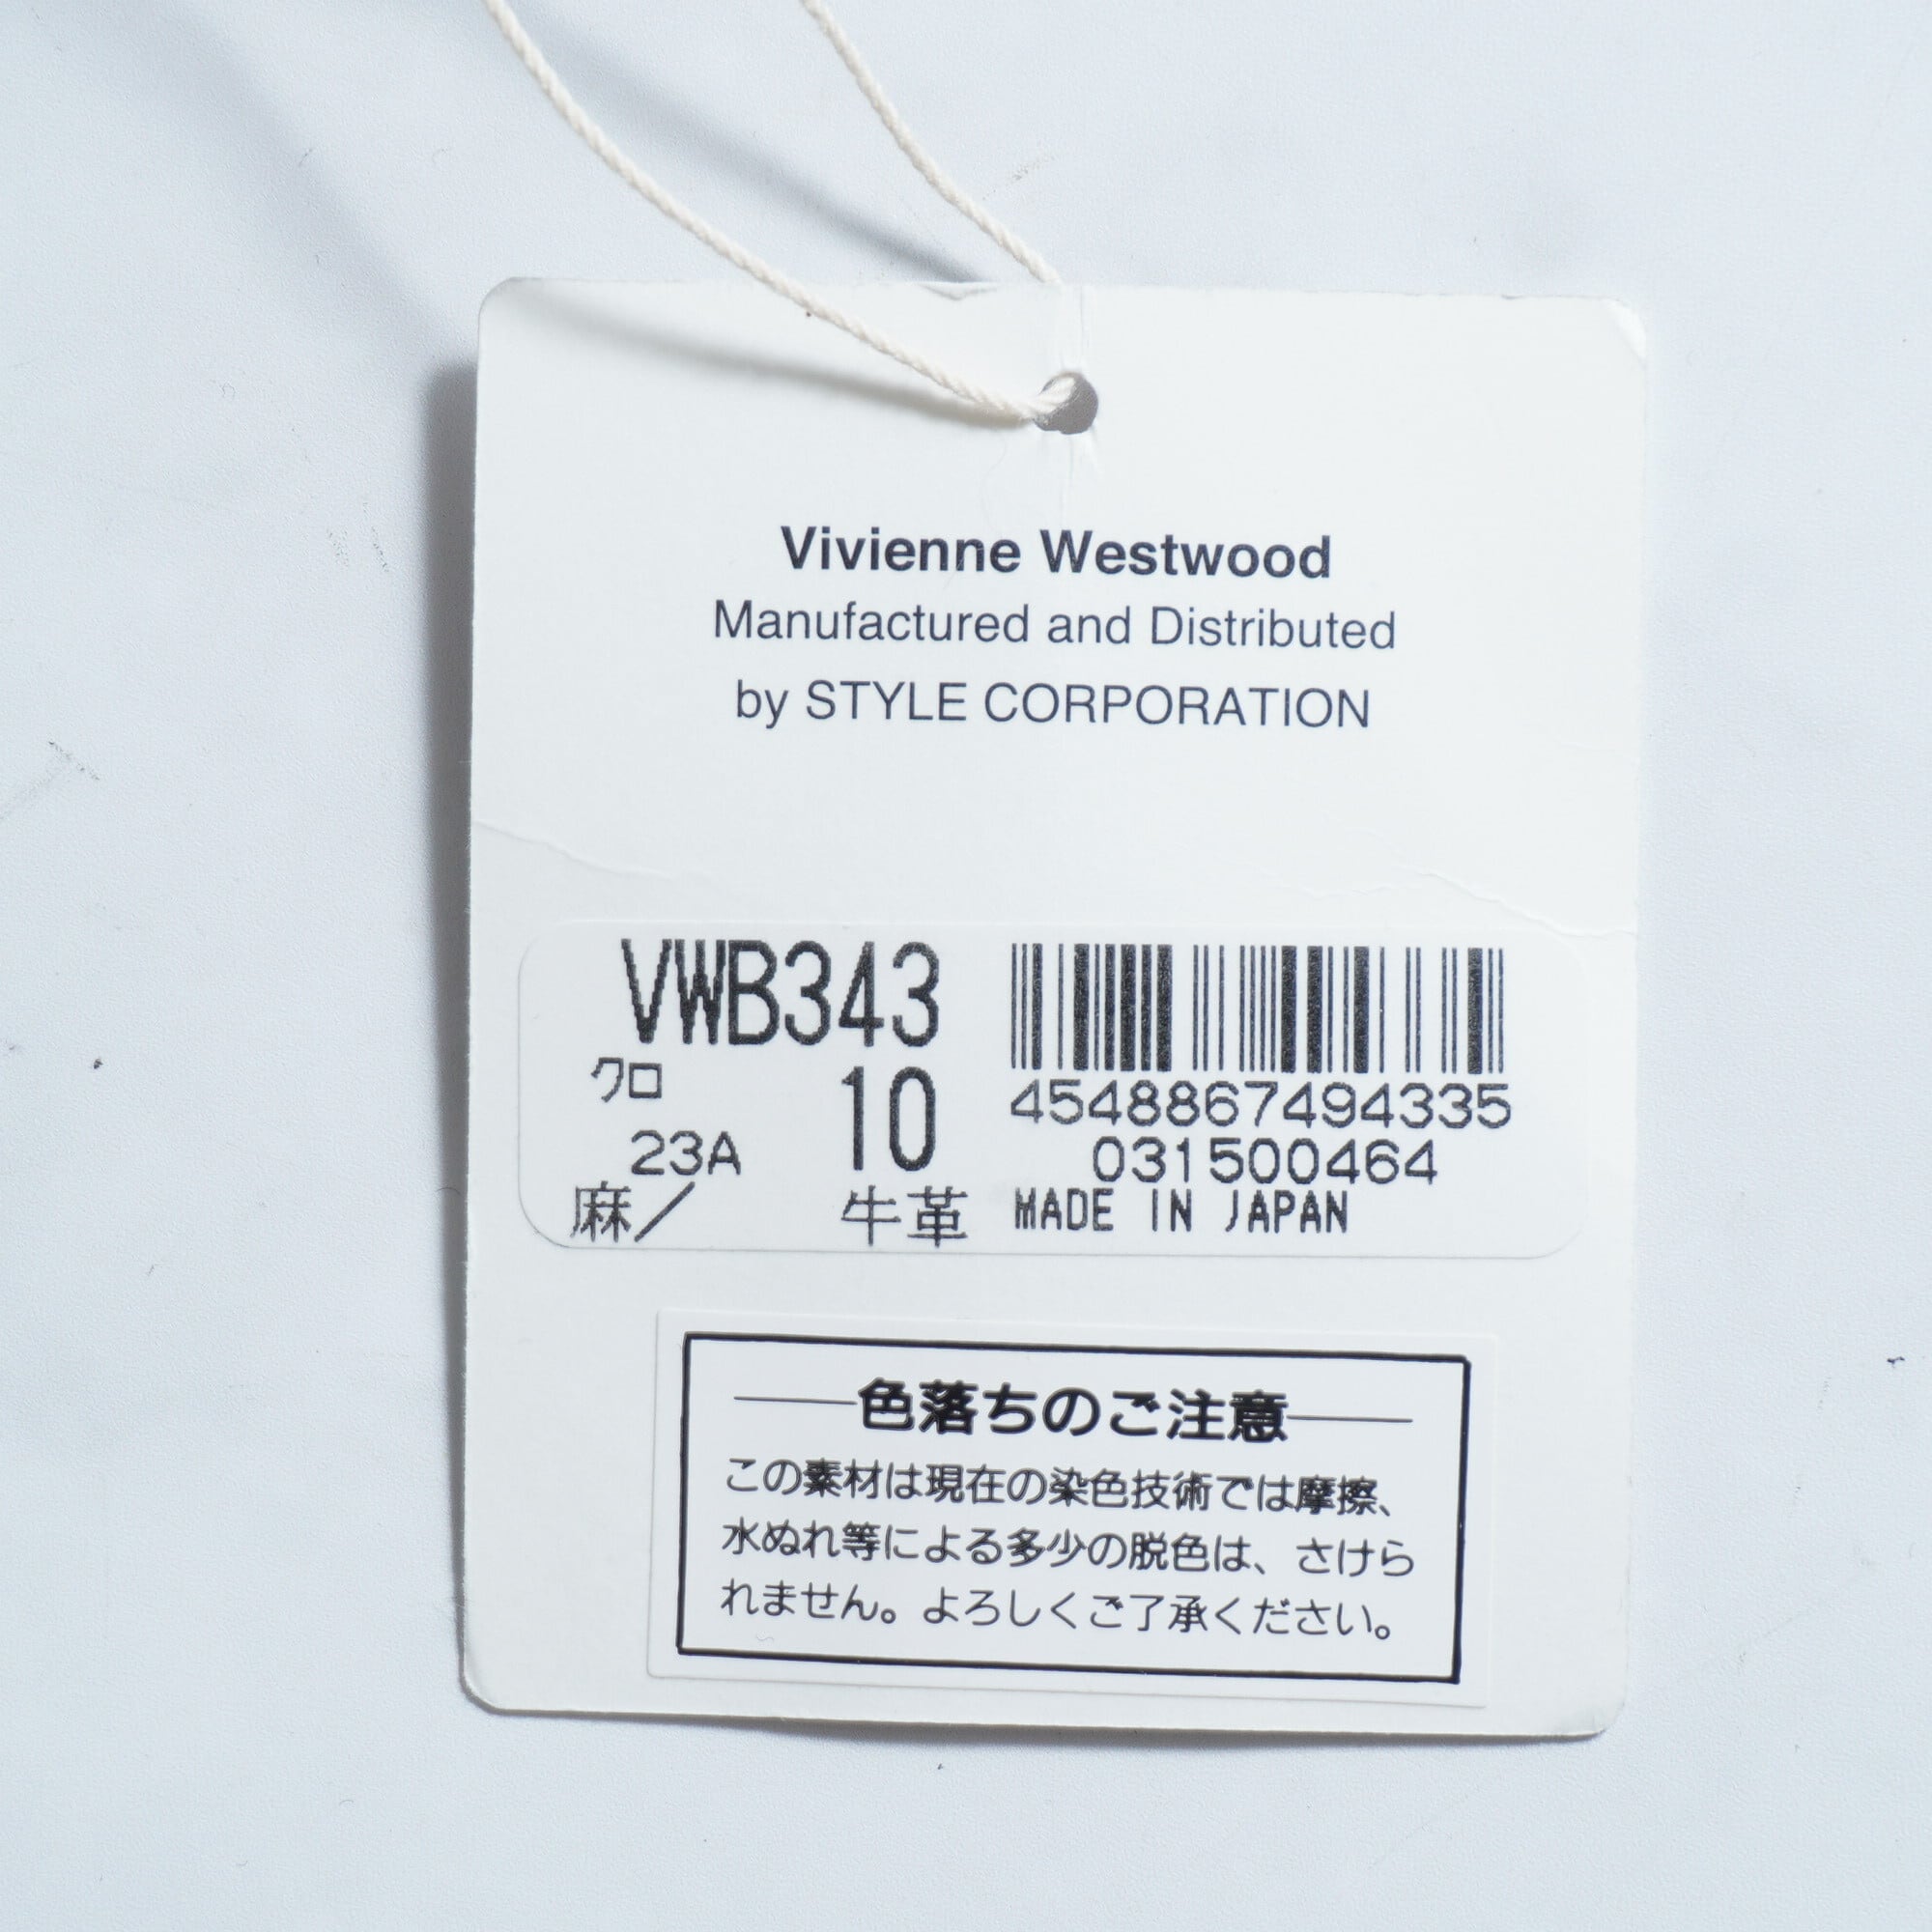 Vivienne Westwood
Manufactured and Distributed
by STYLE CORPORATION
VWB343
クロ 10
23A
麻/ 牛革
4548867494335
031500464
MADE IN JAPAN
色落ちのご注意
この素材は現在の染色技術では摩擦、
水ぬれ等による多少の脱色は、さけら
れません。よろしくご了承ください。